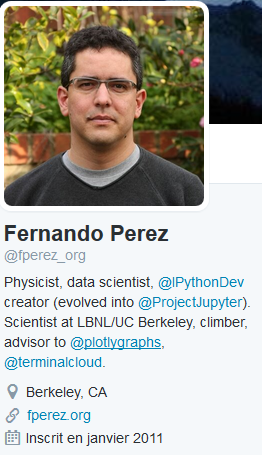 Fernando Perez
@fperez_org
Physicist, data scientist, @IPythonDev
creator (evolved into @ProjectJupyter).
Scientist at LBNL/UC Berkeley, climber,
advisor to @plotlygraphs,
@terminalcloud.
Berkeley, CA
fperez.org
Inscrit en janvier 2011